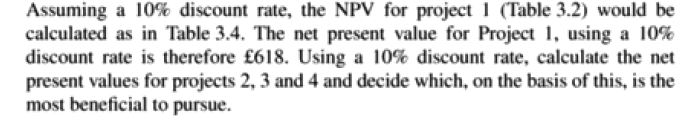 Assuming a 10% discount rate, the NPV for project 1 (Table 3.2) would be
calculated as in Table 3.4. The net present value for Project 1, using a 10%
discount rate is therefore £618. Using a 10% discount rate, calculate the net
present values for projects 2, 3 and 4 and decide which, on the basis of this, is the
most beneficial to pursue.